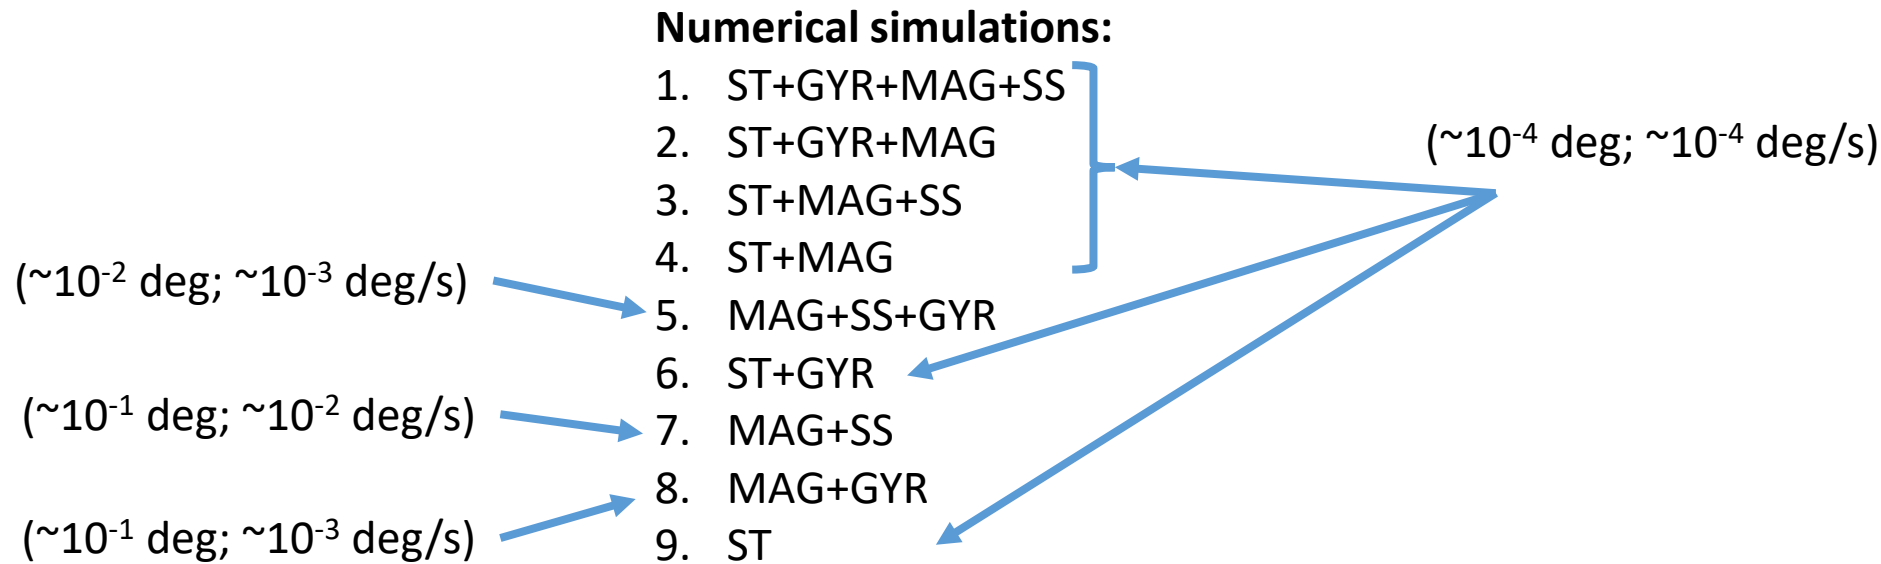 Numerical simulations:
1. ST+GYR+MAG+SS
2. ST+GYR+MAG
3. ST+MAG+SS
4. ST+MAG
5. MAG+SS+GYR
6. ST+GYR
7. MAG+SS
8. MAG+GYR
9. ST
(~10⁻⁴ deg; ~10⁻⁴ deg/s)
(~10⁻² deg; ~10⁻³ deg/s)
(~10⁻¹ deg; ~10⁻² deg/s)
(~10⁻¹ deg; ~10⁻³ deg/s)